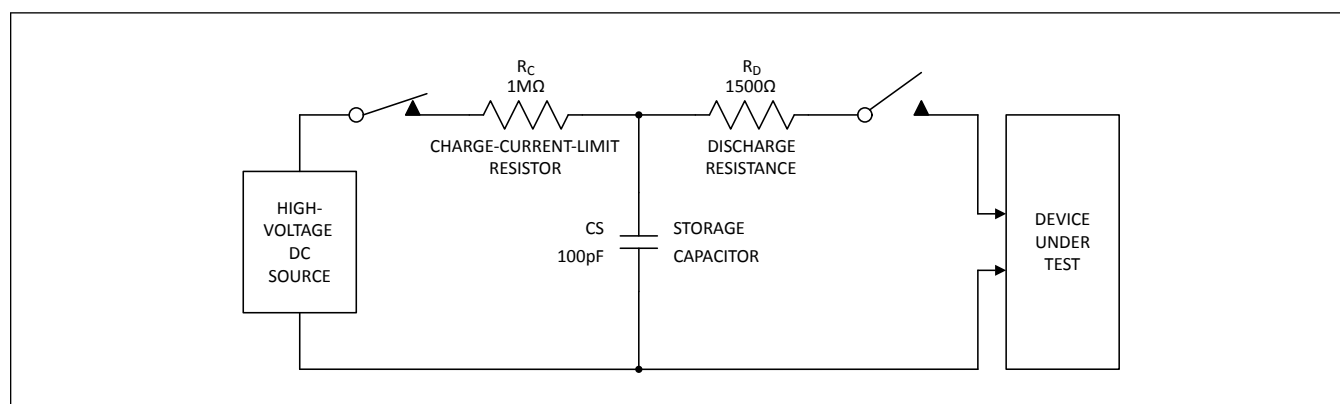 R_C
1MΩ
CHARGE-CURRENT-LIMIT
RESISTOR
R_D
1500Ω
DISCHARGE
RESISTANCE
HIGH-
VOLTAGE
DC
SOURCE
CS
100pF
STORAGE
CAPACITOR
DEVICE
UNDER
TEST